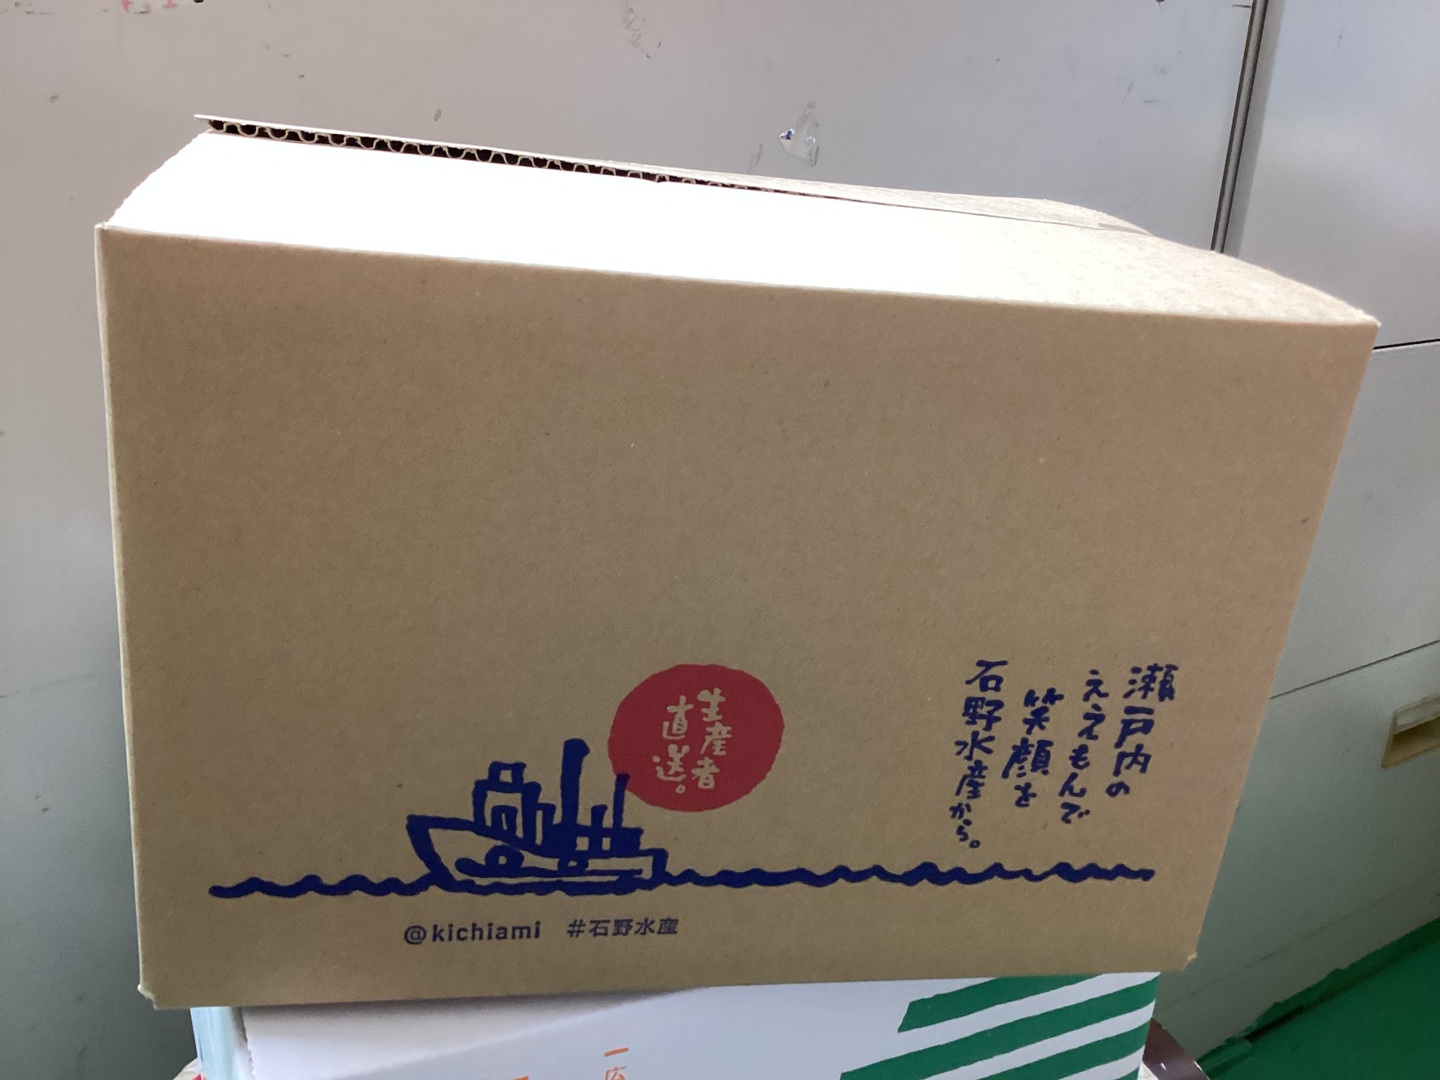 瀬戸内の
ええもんで
笑顔を
石野水産から。
生産者
直送。
@kichiami #石野水産